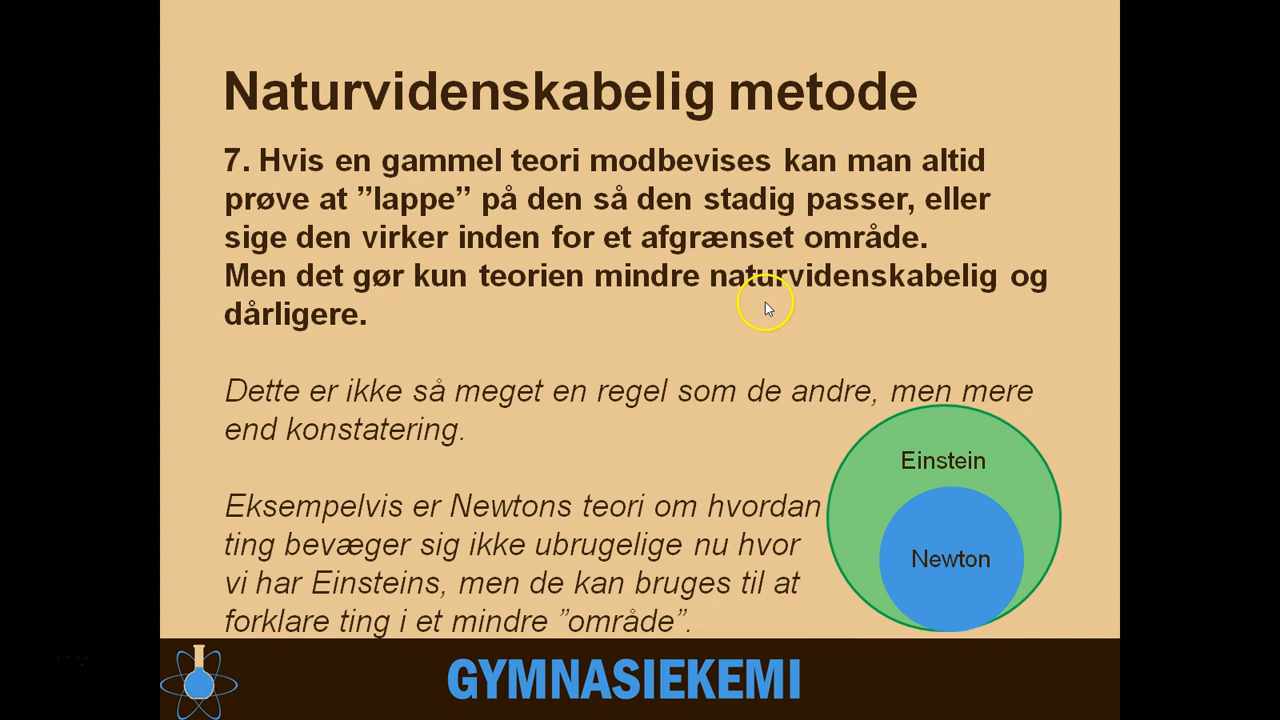 Naturvidenskabelig metode
7. Hvis en gammel teori modbevises kan man altid
prøve at ”lappe” på den så den stadig passer, eller
sige den virker inden for et afgrænset område.
Men det gør kun teorien mindre naturvidenskabelig og
dårligere.
Dette er ikke så meget en regel som de andre, men mere
end konstatering.
Eksempelvis er Newtons teori om hvordan
ting bevæger sig ikke ubrugelige nu hvor
vi har Einsteins, men de kan bruges til at
forklare ting i et mindre ”område”.
Einstein
Newton
GYMNASIEKEMI